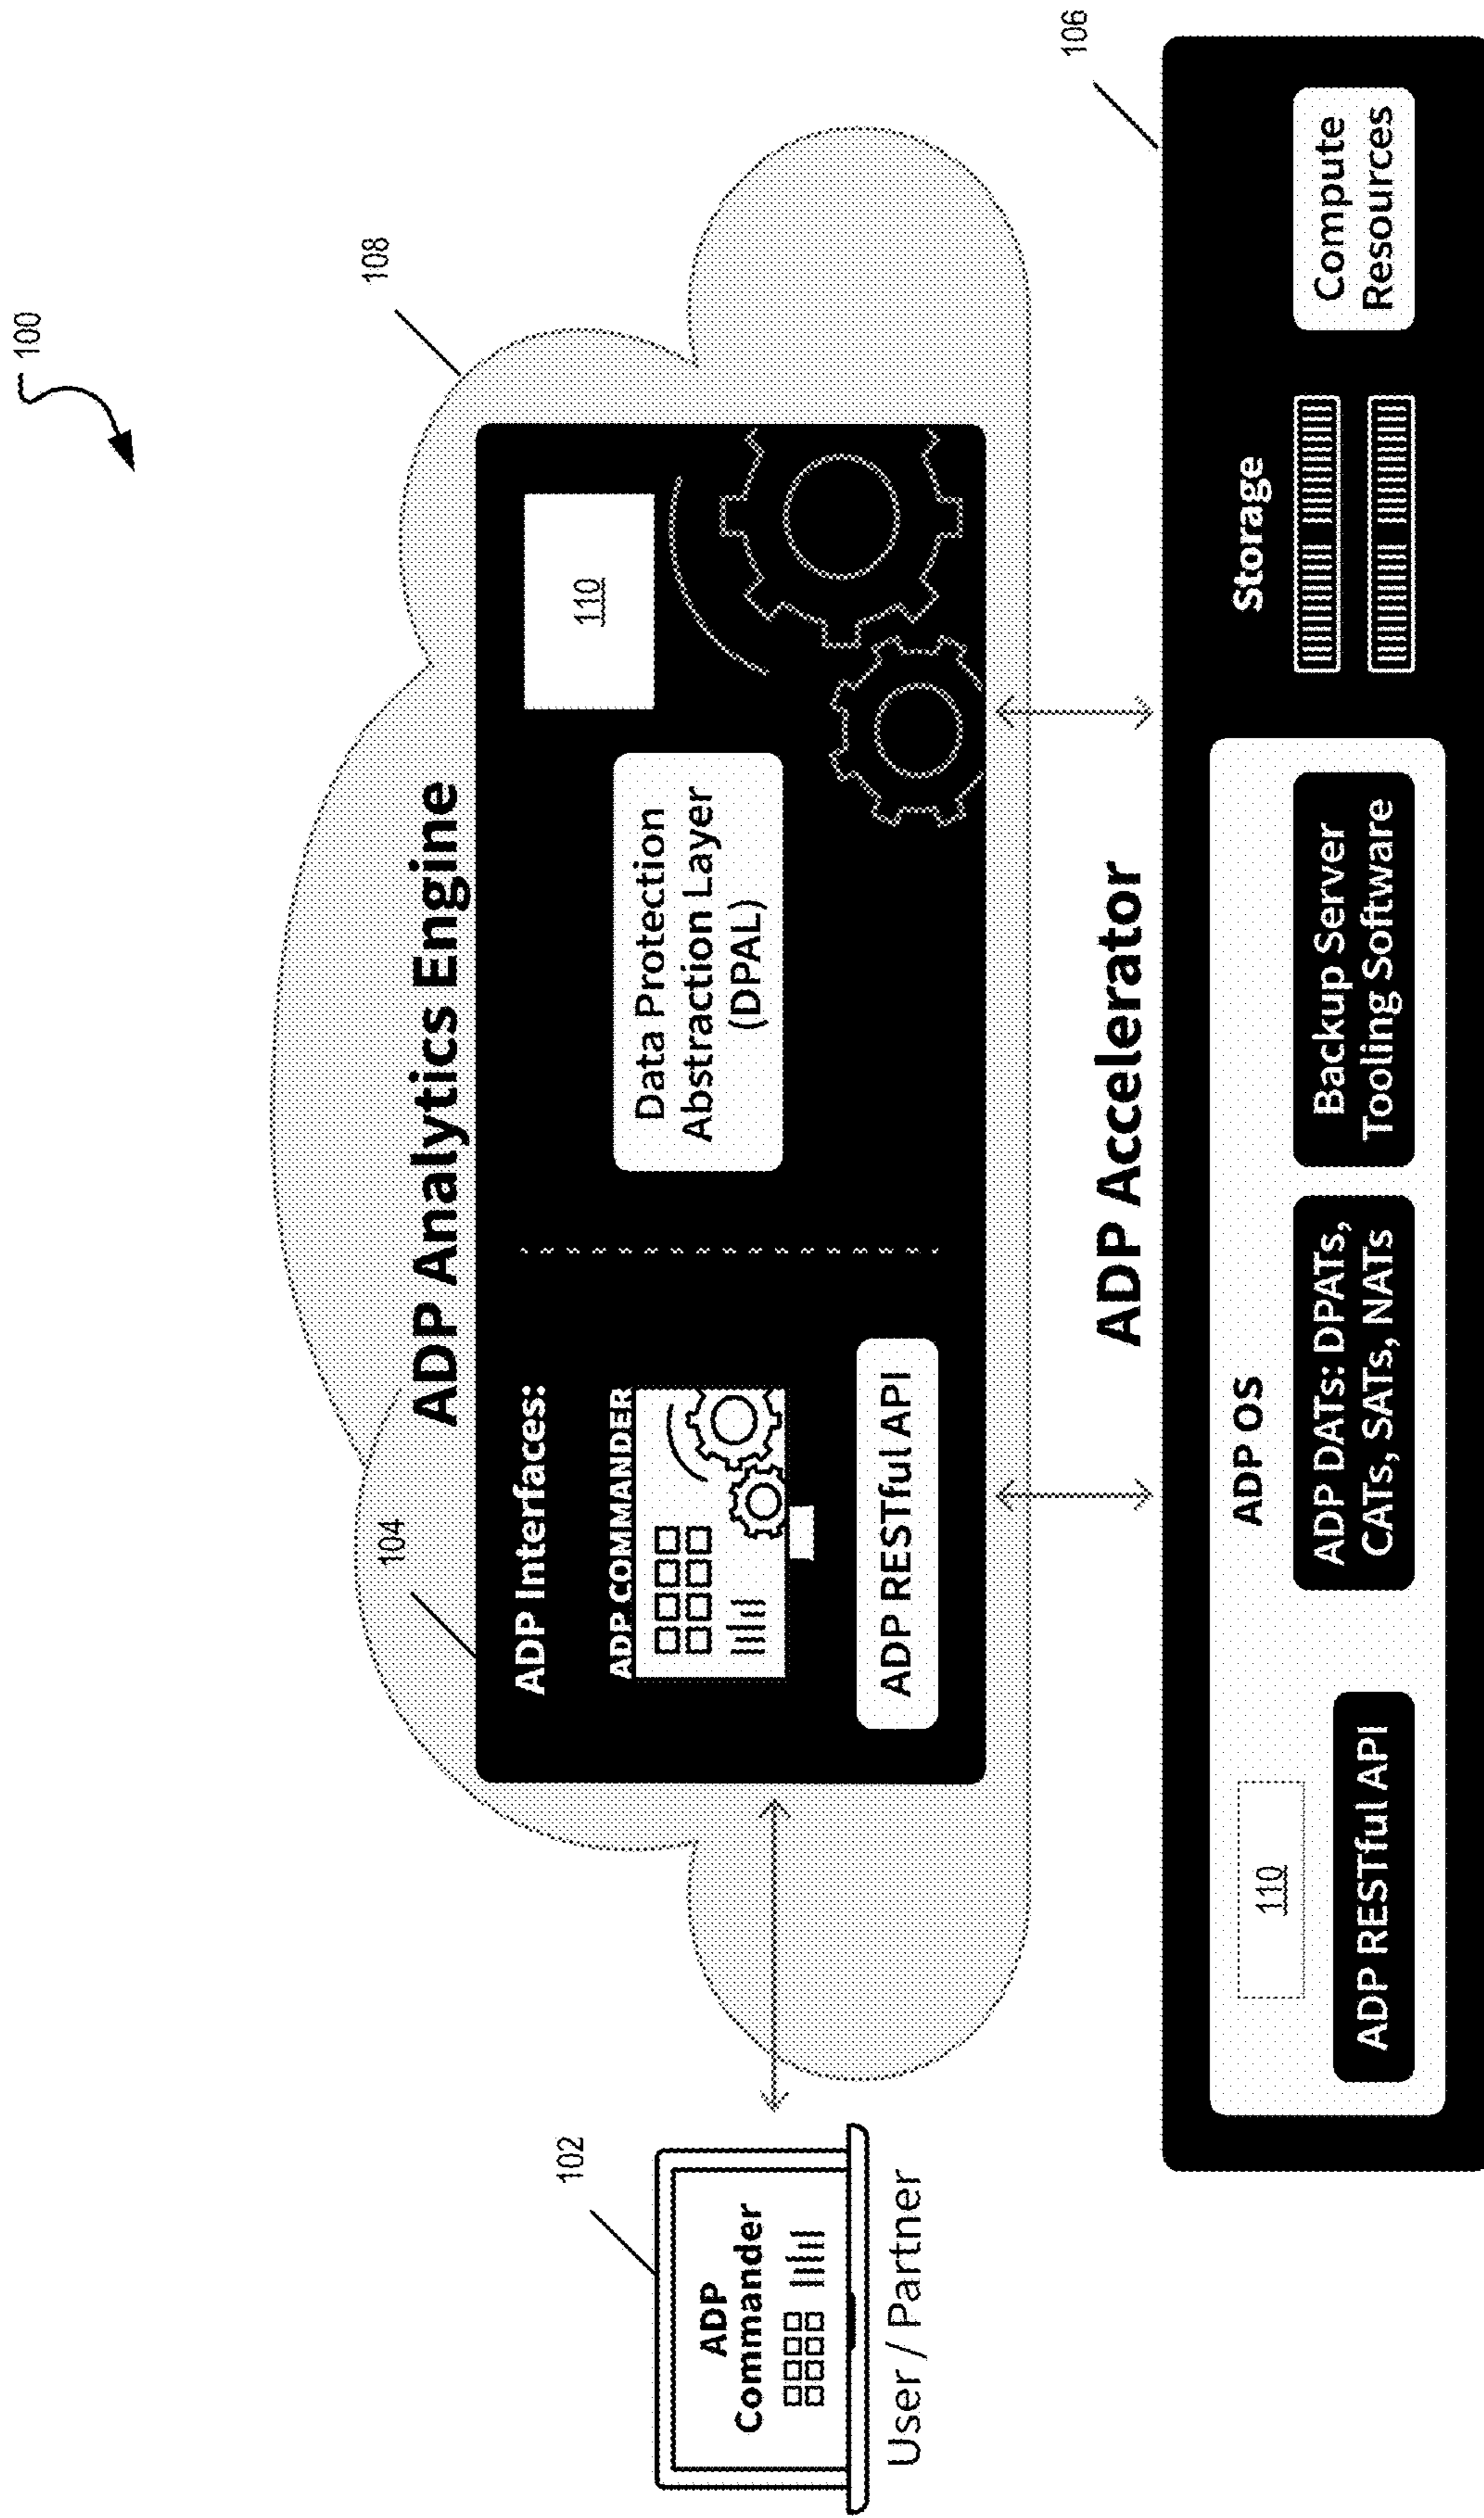 100
108
104
ADP Analytics Engine
ADP Interfaces:
ADP COMMANDER
ADP RESTful API
Data Protection
Abstraction Layer
(DPAL)
110
102
ADP
Commander
User / Partner
ADP Accelerator
106
ADP OS
110
ADP RESTful API
ADP DATs: DPATs,
CATs, SATs, NATs
Backup Server
Tooling Software
Storage
Compute
Resources